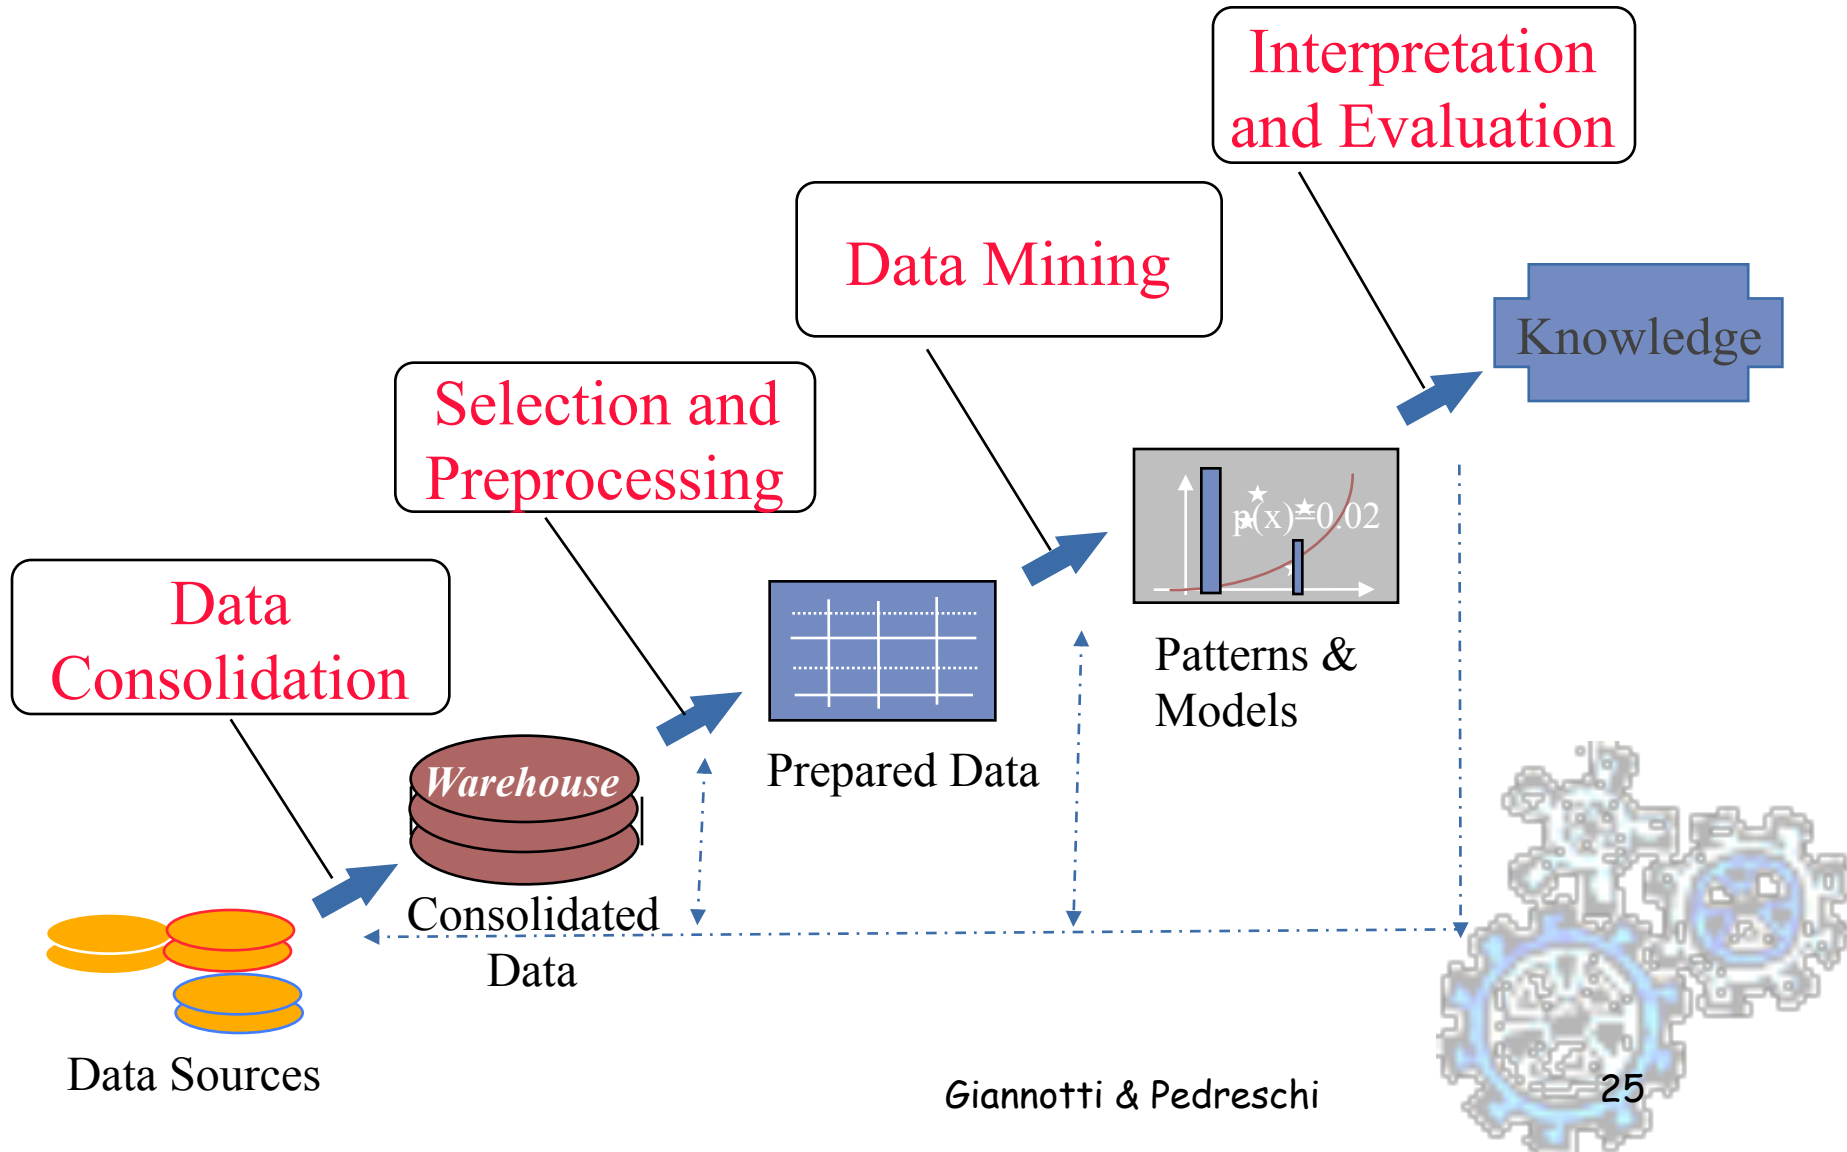 Interpretation
and Evaluation
Data Mining
Knowledge
Selection and
Preprocessing
p(x)=0.02
Data
Consolidation
Patterns &
Models
Warehouse
Prepared Data
Consolidated
Data
Data Sources
Giannotti & Pedreschi
25